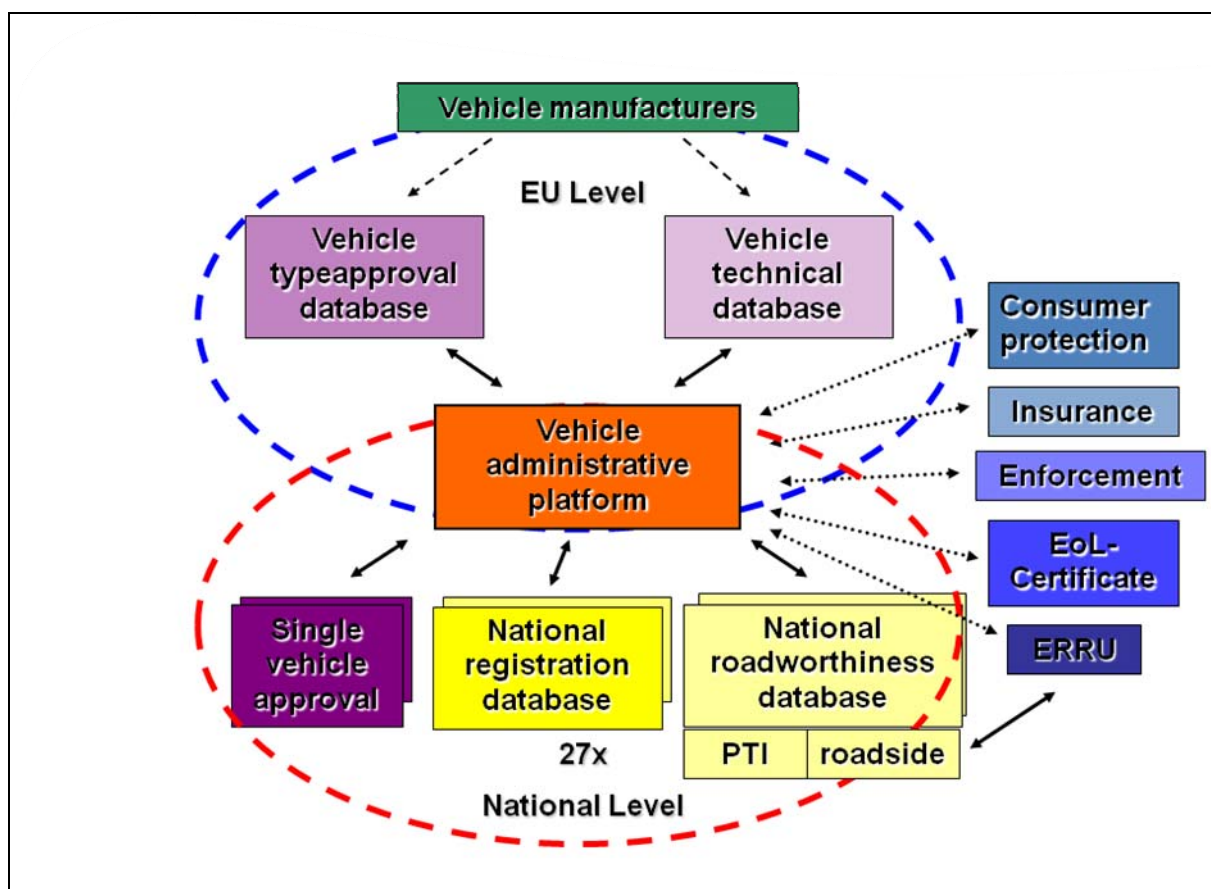 Vehicle manufacturers
EU Level
Vehicle
typeapproval
database
Vehicle
technical
database
Consumer
protection
Insurance
Enforcement
EoL-
Certificate
ERRU
Vehicle
administrative
platform
Single
vehicle
approval
National
registration
database
National
roadworthiness
database
27x
PTI
roadside
National Level